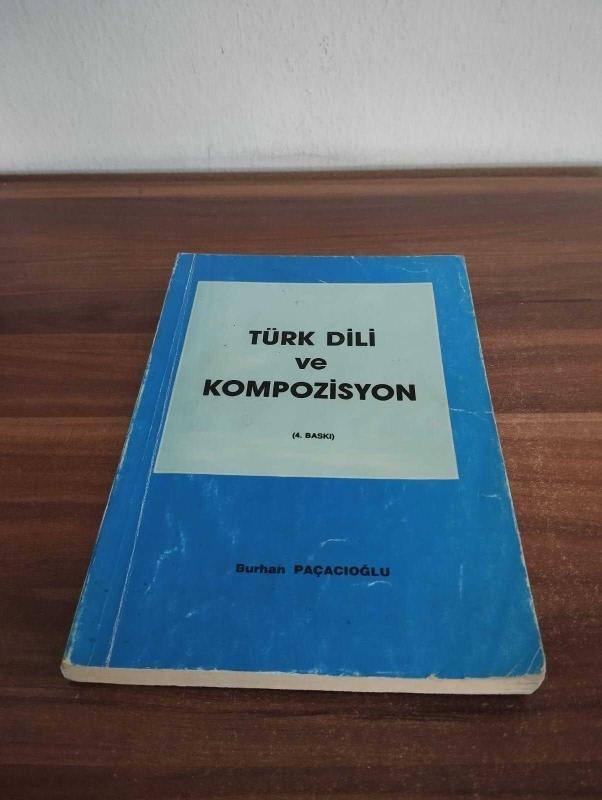 TÜRK DİLİ
ve
KOMPOZİSYON
(4. BASKI)
Burhan PAÇACIOĞLU